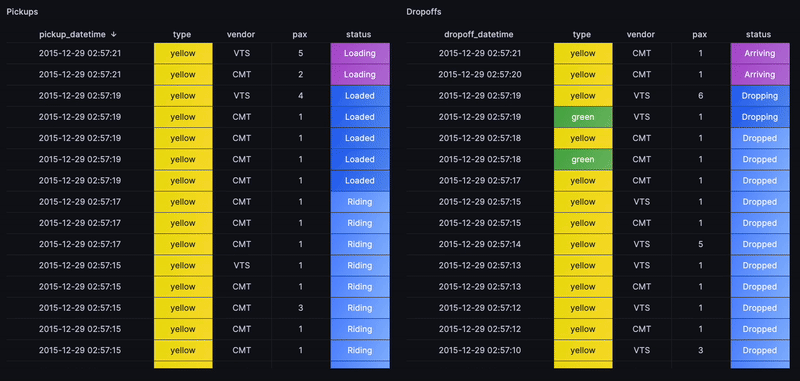 Pickups
pickup_datetime ↓ type vendor pax status
2015-12-29 02:57:21 yellow VTS 5 Loading
2015-12-29 02:57:21 yellow CMT 2 Loading
2015-12-29 02:57:19 yellow VTS 4 Loaded
2015-12-29 02:57:19 yellow CMT 1 Loaded
2015-12-29 02:57:19 yellow CMT 1 Loaded
2015-12-29 02:57:19 yellow CMT 1 Loaded
2015-12-29 02:57:19 yellow CMT 1 Loaded
2015-12-29 02:57:17 yellow CMT 1 Riding
2015-12-29 02:57:17 yellow CMT 1 Riding
2015-12-29 02:57:17 yellow CMT 1 Riding
2015-12-29 02:57:15 yellow VTS 1 Riding
2015-12-29 02:57:15 yellow CMT 1 Riding
2015-12-29 02:57:15 yellow CMT 3 Riding
2015-12-29 02:57:15 yellow CMT 1 Riding
2015-12-29 02:57:15 yellow CMT 1 Riding
Dropoffs
dropoff_datetime type vendor pax status
2015-12-29 02:57:21 yellow CMT 1 Arriving
2015-12-29 02:57:20 yellow CMT 1 Arriving
2015-12-29 02:57:19 yellow VTS 6 Dropping
2015-12-29 02:57:19 green VTS 1 Dropping
2015-12-29 02:57:18 yellow CMT 1 Dropped
2015-12-29 02:57:18 green CMT 1 Dropped
2015-12-29 02:57:17 yellow CMT 1 Dropped
2015-12-29 02:57:15 yellow VTS 1 Dropped
2015-12-29 02:57:15 yellow CMT 1 Dropped
2015-12-29 02:57:14 yellow VTS 5 Dropped
2015-12-29 02:57:13 yellow CMT 1 Dropped
2015-12-29 02:57:13 yellow VTS 1 Dropped
2015-12-29 02:57:12 yellow VTS 1 Dropped
2015-12-29 02:57:12 yellow CMT 1 Dropped
2015-12-29 02:57:10 yellow VTS 3 Dropped